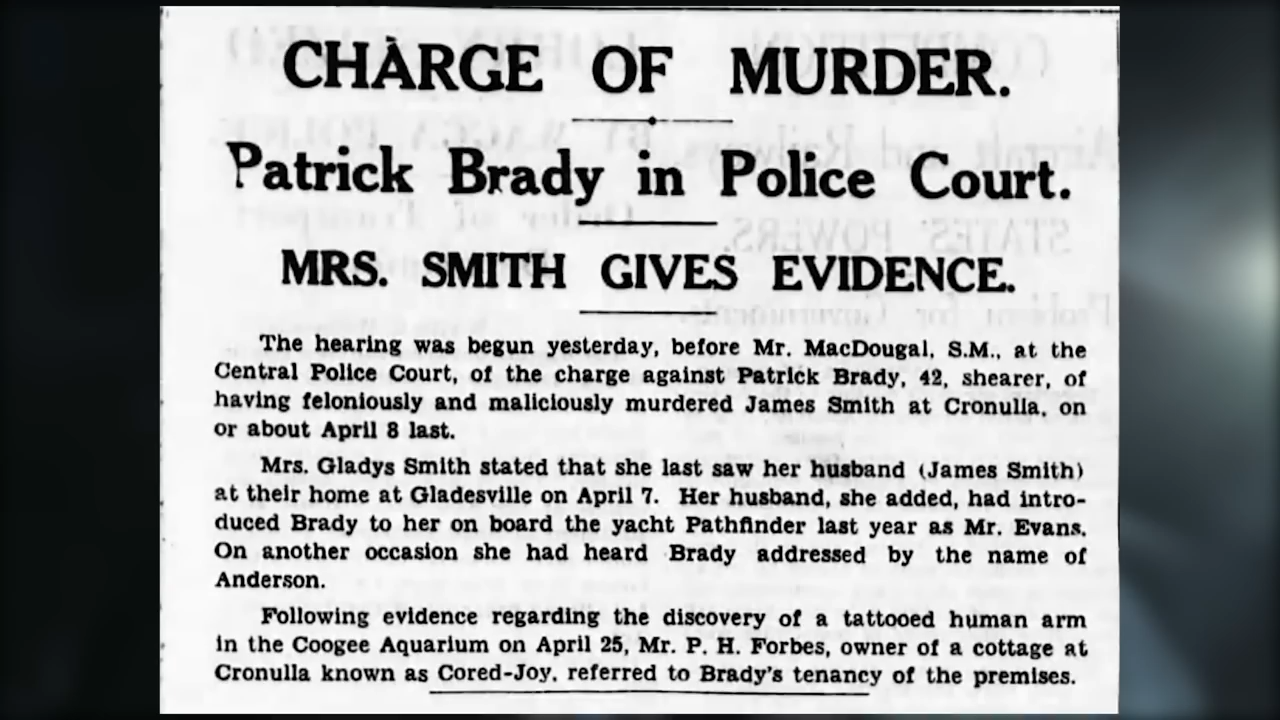 CHARGE OF MURDER.
Patrick Brady in Police Court.
MRS. SMITH GIVES EVIDENCE.
The hearing was begun yesterday, before Mr. MacDougal, S.M., at the
Central Police Court, of the charge against Patrick Brady, 42, shearer, of
having feloniously and maliciously murdered James Smith at Cronulla, on
or about April 8 last.
Mrs. Gladys Smith stated that she last saw her husband (James Smith)
at their home at Gladesville on April 7. Her husband, she added, had intro-
duced Brady to her on board the yacht Pathfinder last year as Mr. Evans.
On another occasion she had heard Brady addressed by the name of
Anderson.
Following evidence regarding the discovery of a tattooed human arm
in the Coogee Aquarium on April 25, Mr. P. H. Forbes, owner of a cottage at
Cronulla known as Cored-Joy, referred to Brady's tenancy of the premises.